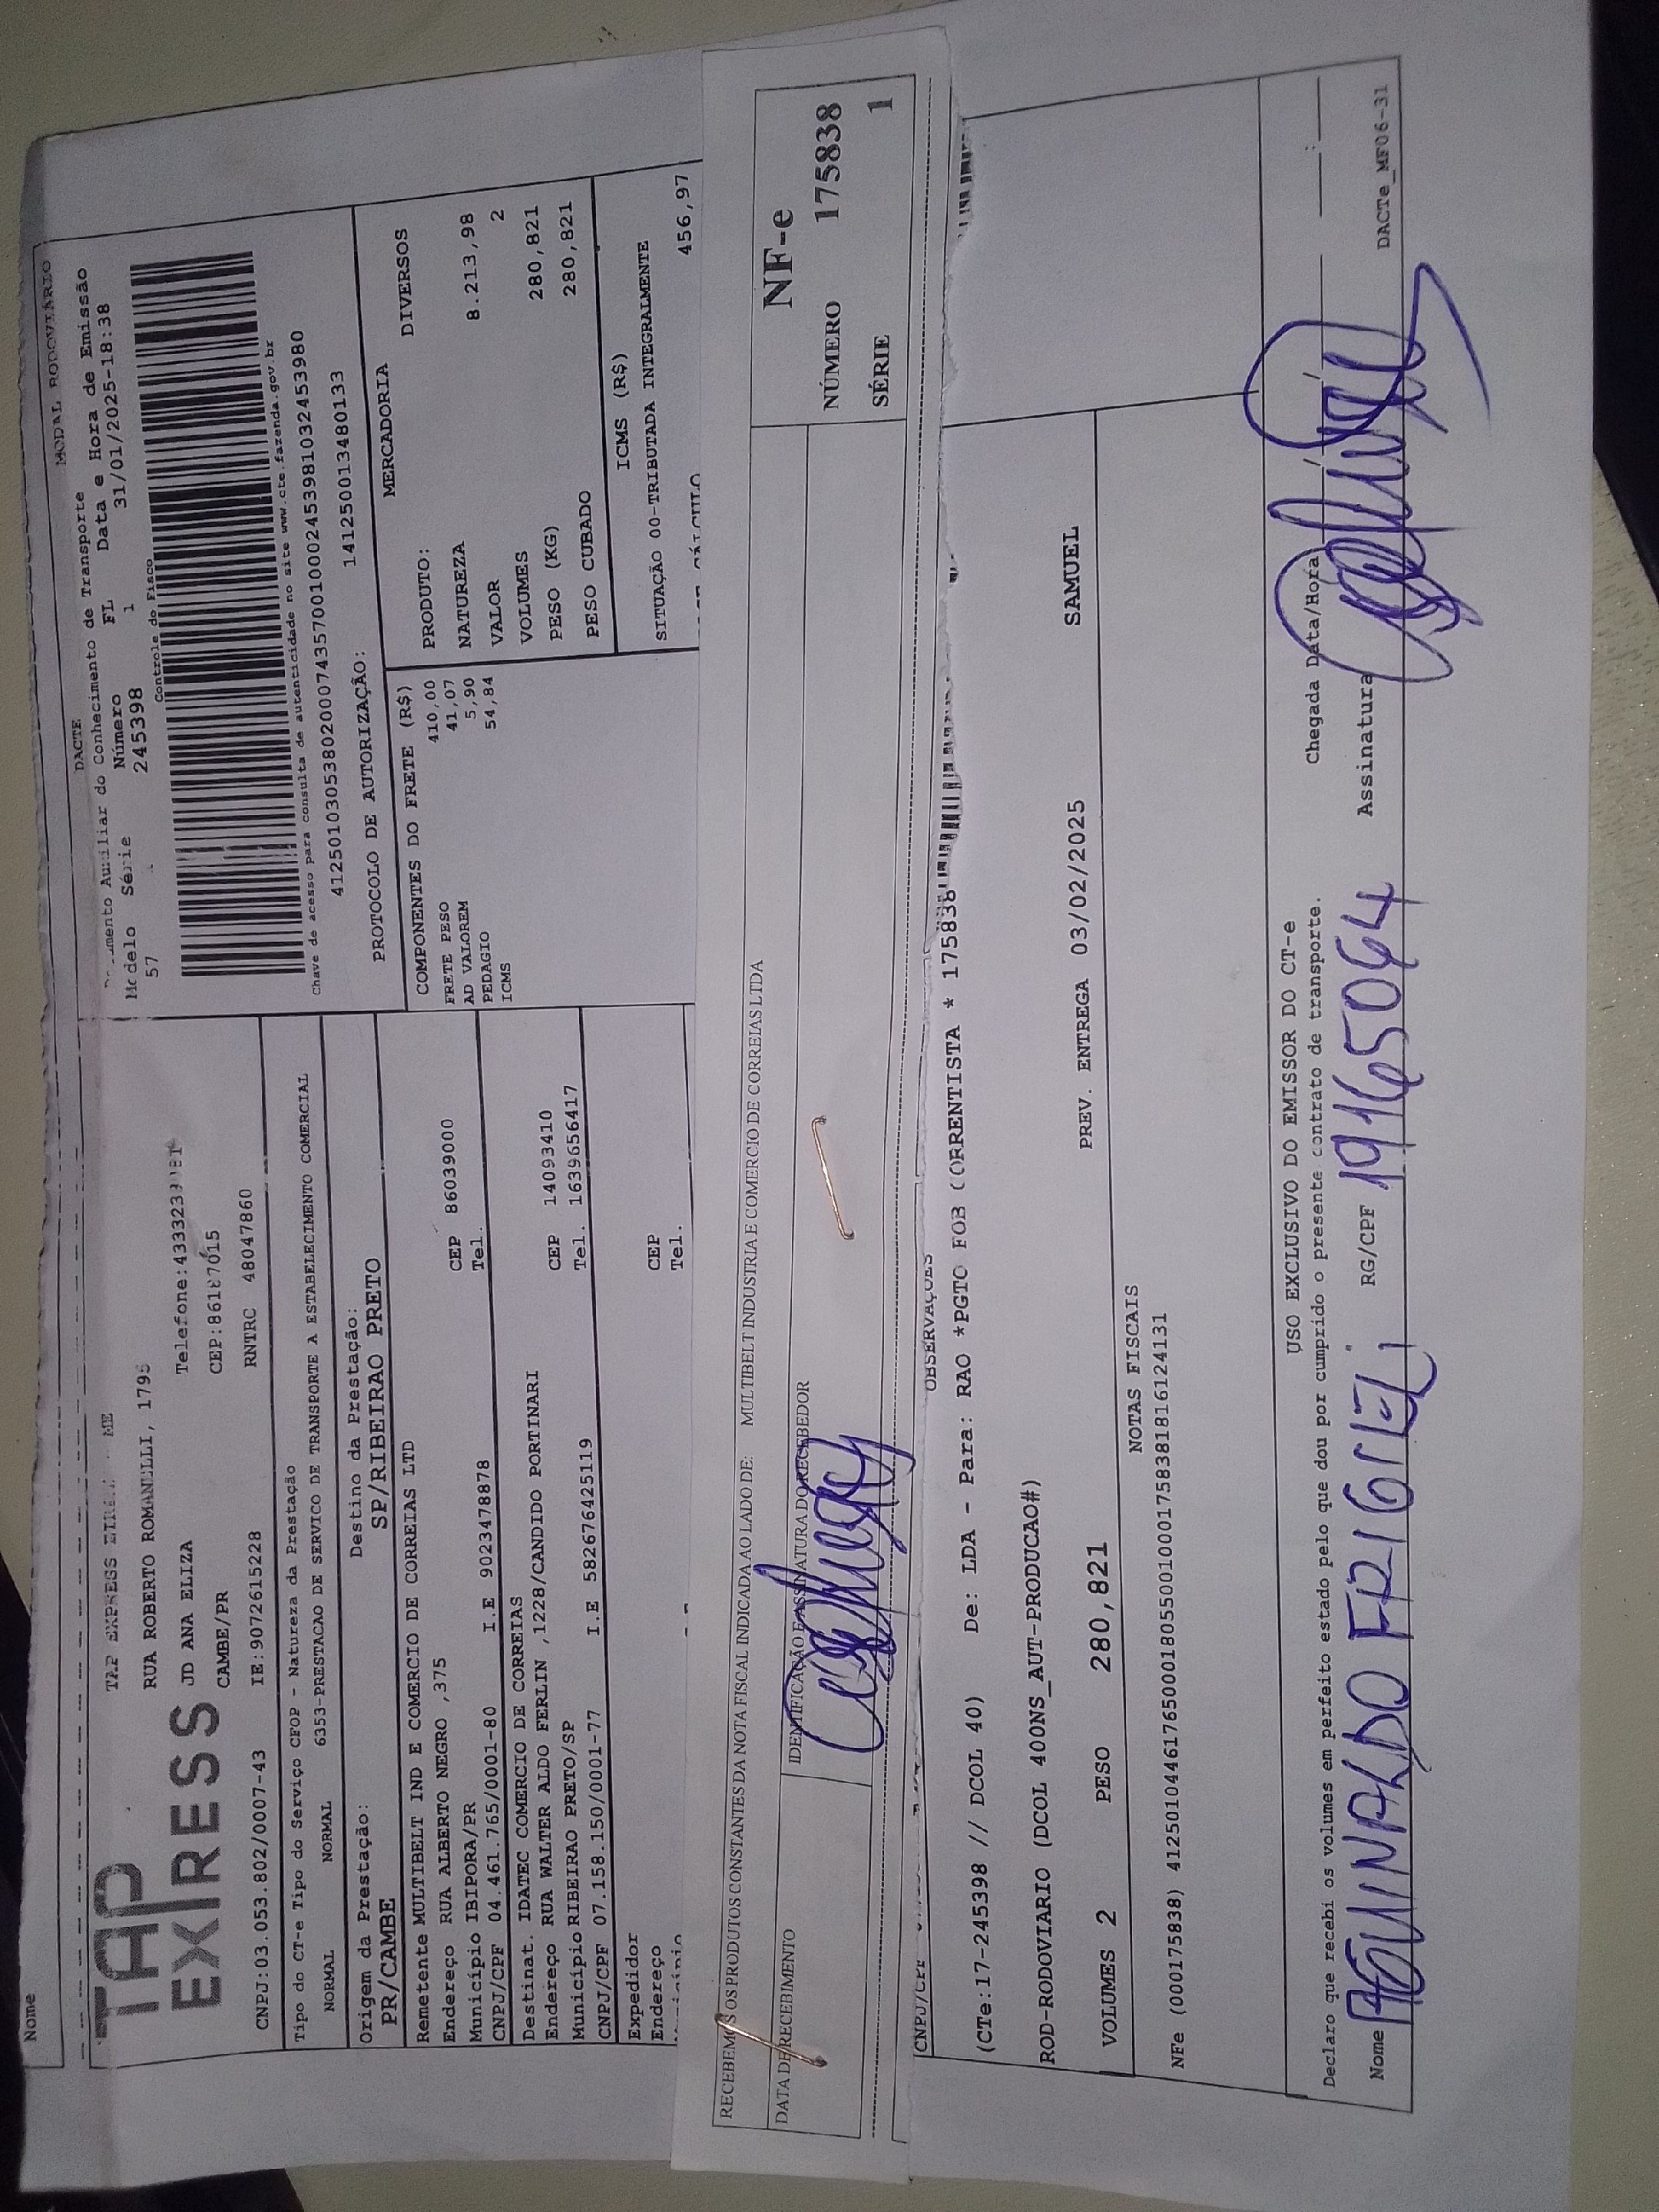 Nome
MODAL RODOVIÁRIO
DACTE
Auxiliar do Conhecimento de Transporte
Modelo Série Número FL Data e Hora de Emissão
57 245398 1 31/01/2025-18:38
Controle do Fisco
TAP
EXPRESS
TAP EXPRESS ME
RUA ROBERTO ROMANELLI, 1795
JD ANA ELIZA
CAMBE/PR
CNPJ:03.053.802/0007-43
IE:9072615228
CEP:86187015
RNTRC 48047860
Chave de acesso para consulta de autenticidade no site www.cte.fazenda.gov.br
41250103053802000743570010002453981032453980
PROTOCOLO DE AUTORIZAÇÃO: 141250013480133
Tipo do CT-e Tipo do Serviço CFOP - Natureza da Prestação
NORMAL NORMAL 6353-PRESTACAO DE SERVICO DE TRANSPORTE A ESTABELECIMENTO COMERCIAL
Origem da Prestação: Destino da Prestação:
PR/CAMBE SP/RIBEIRAO PRETO
Remetente MULTIBELT IND E COMERCIO DE CORREIAS LTD
Endereço RUA ALBERTO NEGRO ,375 CEP 86039000
Município IBIPORA/PR Tel.
CNPJ/CPF 04.461.765/0001-80 I.E 9023478878
Destinat. IDATEC COMERCIO DE CORREIAS
Endereço RUA WALTER ALDO FERLIN ,1228/CANDIDO PORTINARI CEP 14093410
Município RIBEIRAO PRETO/SP Tel. 1639656417
CNPJ/CPF 07.158.150/0001-77 I.E 582676425119
Expedidor CEP
Endereço Tel.
COMPONENTES DO FRETE (R$)
FRETE PESO 410,00
AD VALOREM 41,07
PEDAGIO 5,90
ICMS 54,84
MERCADORIA
PRODUTO: DIVERSOS
NATUREZA
VALOR 8.213,98
VOLUMES 2
PESO (KG) 280,821
PESO CUBADO 280,821
ICMS (R$)
SITUAÇÃO 00-TRIBUTADA INTEGRALMENTE
456,97
RECEBEMOS OS PRODUTOS CONSTANTES DA NOTA FISCAL INDICADA AO LADO DE: MULTIBELT INDUSTRIA E COMERCIO DE CORREIAS LTDA
DATA DE RECEBIMENTO IDENTIFICAÇÃO E ASSINATURA DO RECEBEDOR
NF-e
NÚMERO 175838
SÉRIE 1
CNPJ/CPF
OBSERVAÇÕES
(CTe:17-245398 // DCOL 40) De: LDA - Para: RAO *PGTO FOB CORRENTISTA * 175838
ROD-RODOVIARIO (DCOL 400NS_AUT-PRODUCAO#)
VOLUMES 2 PESO 280,821 PREV. ENTREGA 03/02/2025 SAMUEL
NOTAS FISCAIS
NFe (000175838) 41250104461765000180550010001758381816124131
USO EXCLUSIVO DO EMISSOR DO CT-e
Declaro que recebi os volumes em perfeito estado pelo que dou por cumprido o presente contrato de transporte. Chegada Data/Hora / / :
Nome AGUINALDO FRIGIERI RG/CPF 19165064 Assinatura
DACTe_MF06-31